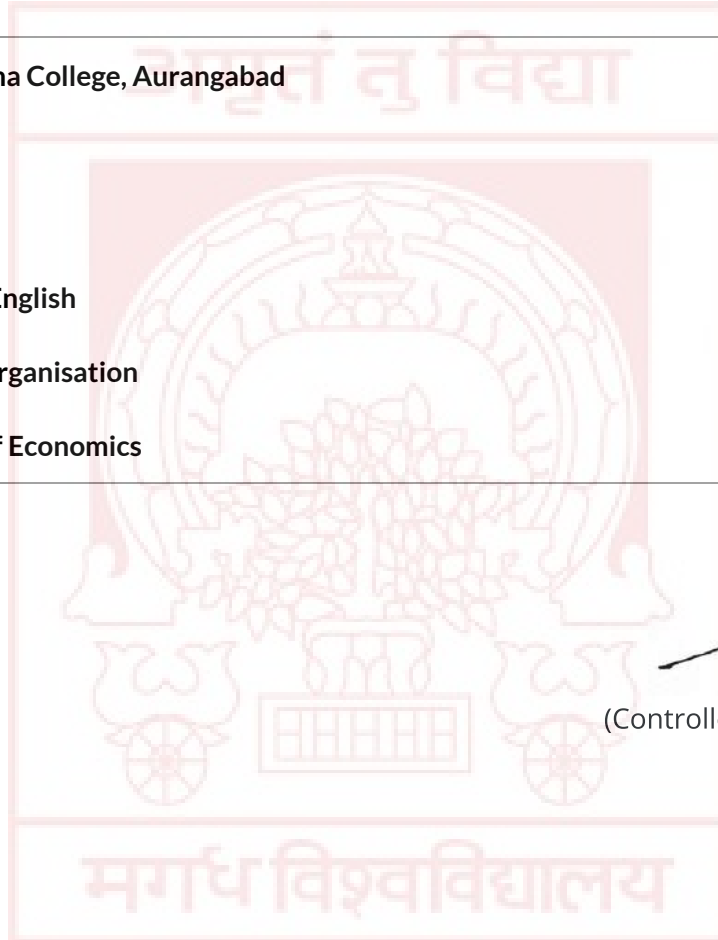 अमृतं तु विद्या
na College, Aurangabad
English
rganisation
f Economics
(Controll
मगध विश्वविद्यालय